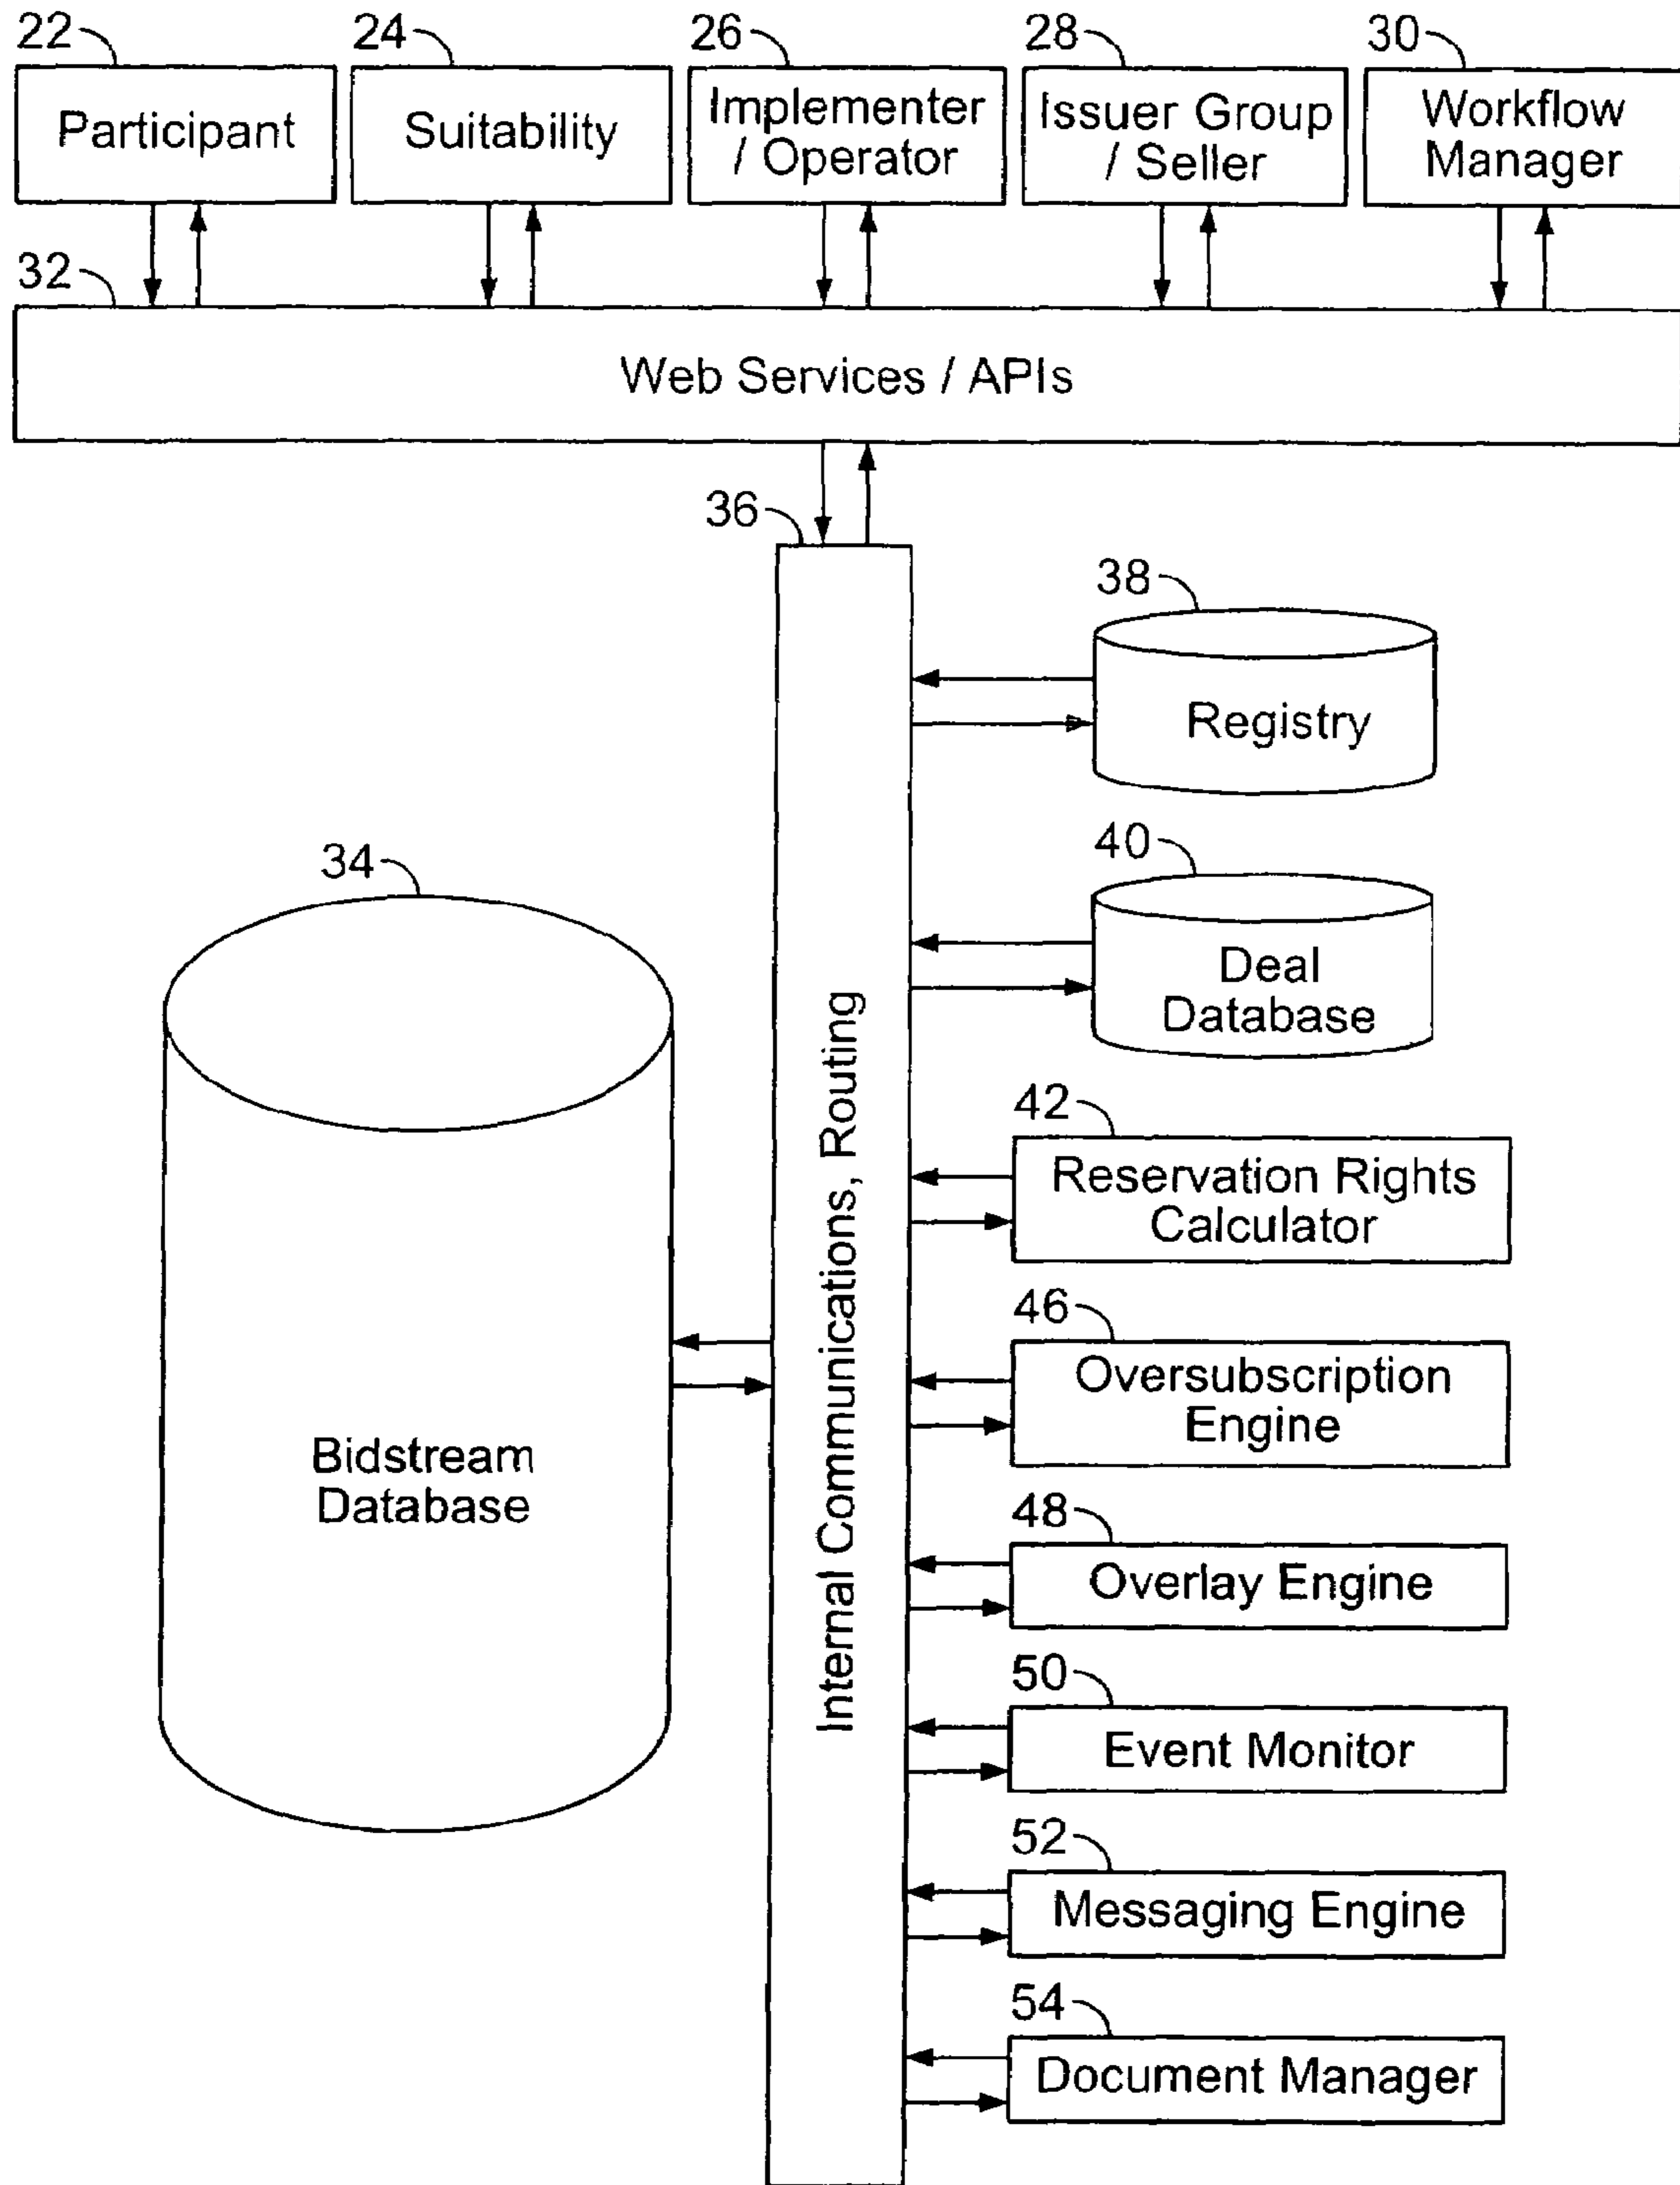 22
24
26
28
30
Participant
Suitability
Implementer
/ Operator
Issuer Group
/ Seller
Workflow
Manager
32
Web Services / APIs
36
38
Registry
34
40
Deal
Database
Internal Communications, Routing
Bidstream
Database
42
Reservation Rights
Calculator
46
Oversubscription
Engine
48
Overlay Engine
50
Event Monitor
52
Messaging Engine
54
Document Manager